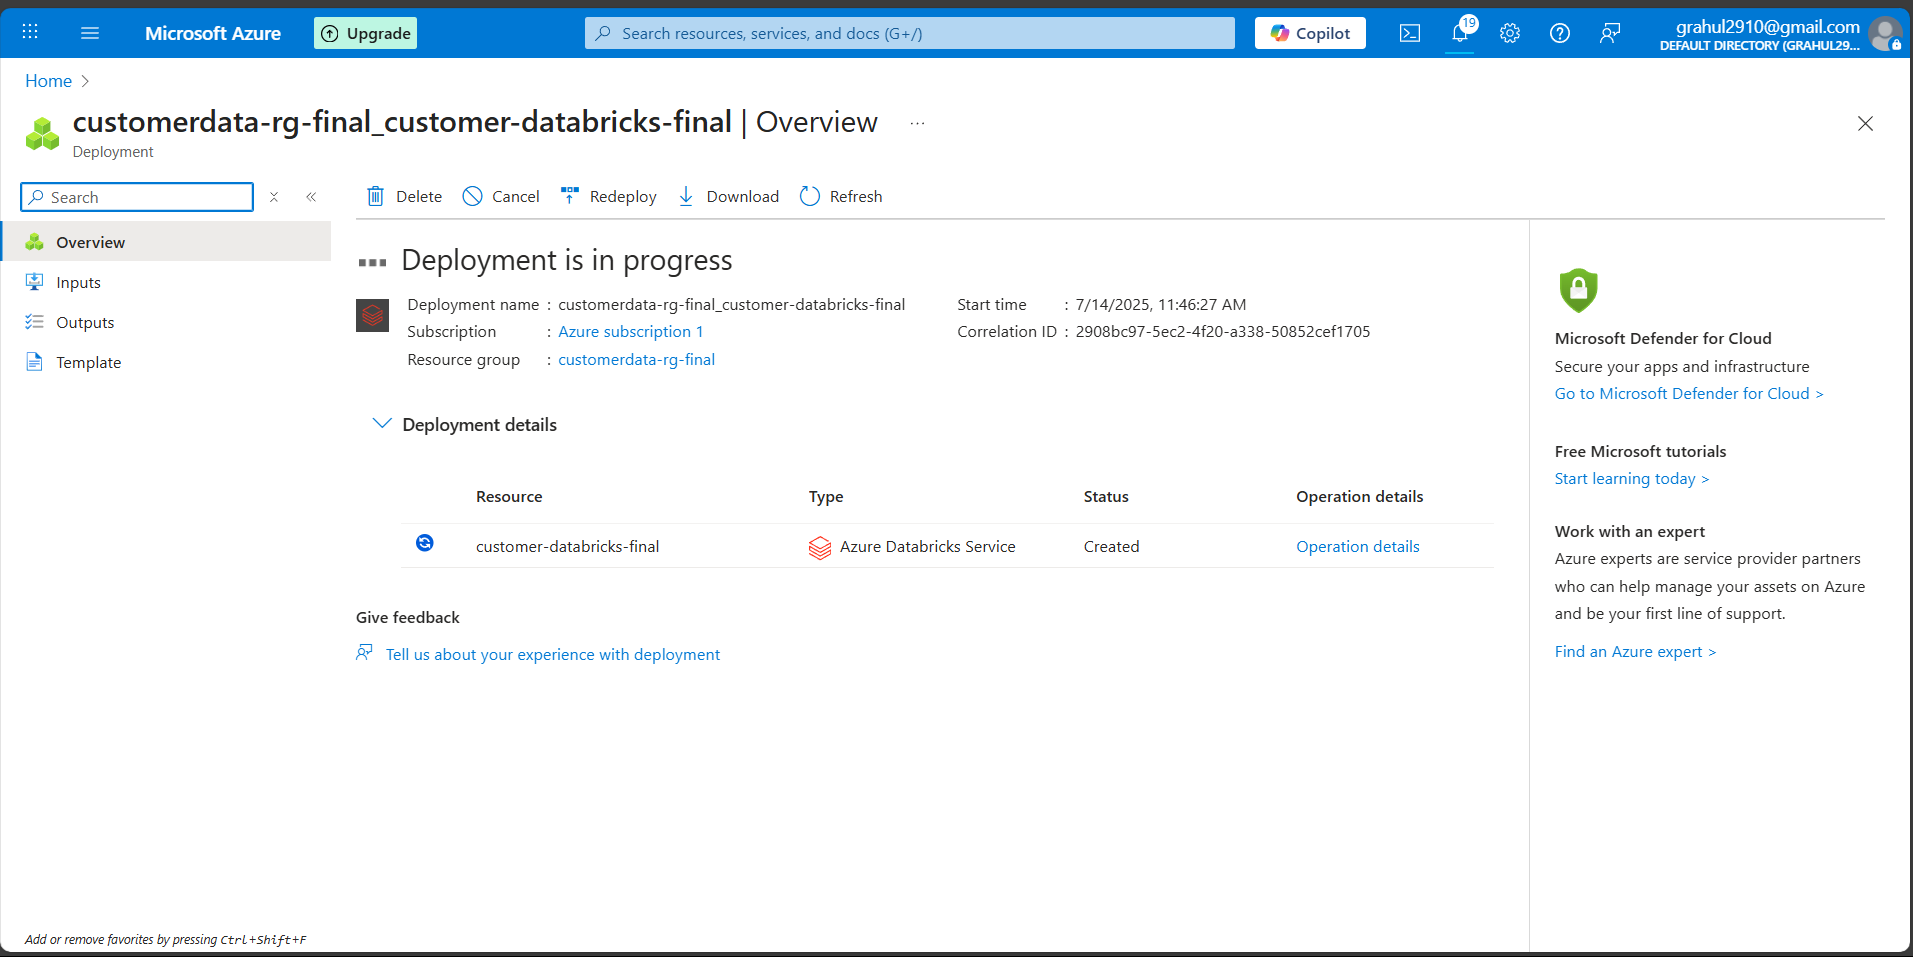 Microsoft Azure
Upgrade
Search resources, services, and docs (G+/)
Copilot
19
grahul2910@gmail.com
DEFAULT DIRECTORY (GRAHUL29...
Home
customerdata-rg-final_customer-databricks-final | Overview
Deployment
Search
Delete
Cancel
Redeploy
Download
Refresh
Overview
Inputs
Outputs
Template
Deployment is in progress
Deployment name : customerdata-rg-final_customer-databricks-final
Subscription : Azure subscription 1
Resource group : customerdata-rg-final
Start time : 7/14/2025, 11:46:27 AM
Correlation ID : 2908bc97-5ec2-4f20-a338-50852cef1705
Deployment details
Resource Type Status Operation details
customer-databricks-final Azure Databricks Service Created Operation details
Give feedback
Tell us about your experience with deployment
Microsoft Defender for Cloud
Secure your apps and infrastructure
Go to Microsoft Defender for Cloud >
Free Microsoft tutorials
Start learning today >
Work with an expert
Azure experts are service provider partners
who can help manage your assets on Azure
and be your first line of support.
Find an Azure expert >
Add or remove favorites by pressing Ctrl+Shift+F